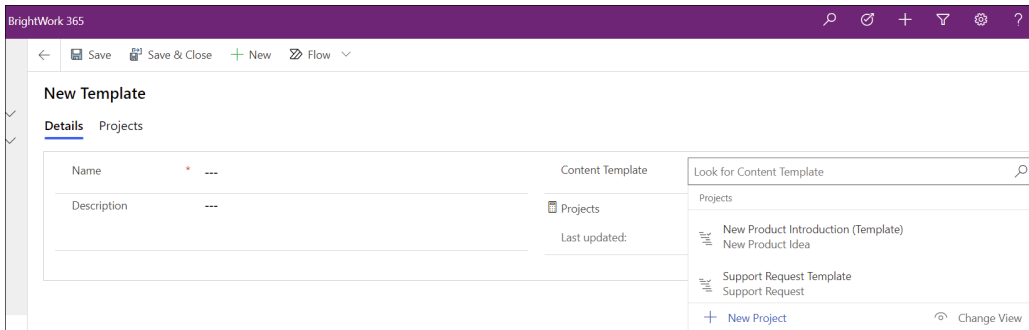 BrightWork 365
?
Save Save & Close New Flow
New Template
Details Projects
Name * ---
Content Template
Look for Content Template
Projects
Description ---
Projects
New Product Introduction (Template)
New Product Idea
Last updated:
Support Request Template
Support Request
New Project Change View